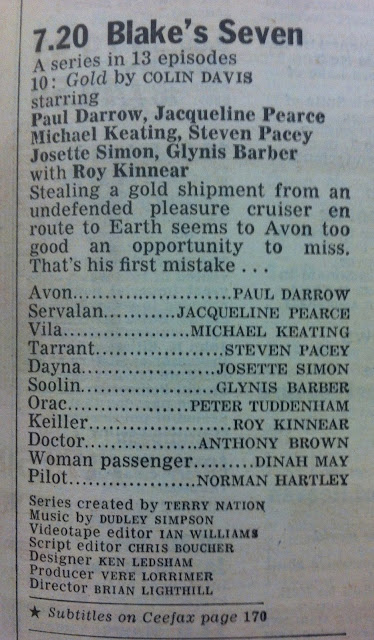 7.20 Blake's Seven
A series in 13 episodes
10: Gold by COLIN DAVIS
starring
Paul Darrow, Jacqueline Pearce
Michael Keating, Steven Pacey
Josette Simon, Glynis Barber
with Roy Kinnear
Stealing a gold shipment from an
undefended pleasure cruiser en
route to Earth seems to Avon too
good an opportunity to miss.
That's his first mistake . . .
Avon......................PAUL DARROW
Servalan...........JACQUELINE PEARCE
Vila..................MICHAEL KEATING
Tarrant..................STEVEN PACEY
Dayna..................JOSETTE SIMON
Soolin..................GLYNIS BARBER
Orac.................PETER TUDDENHAM
Keiller.....................ROY KINNEAR
Doctor................ANTHONY BROWN
Woman passenger.........DINAH MAY
Pilot..................NORMAN HARTLEY
Series created by TERRY NATION
Music by DUDLEY SIMPSON
Videotape editor IAN WILLIAMS
Script editor CHRIS BOUCHER
Designer KEN LEDSHAM
Producer VERE LORRIMER
Director BRIAN LIGHTHILL
★ Subtitles on Ceefax page 170